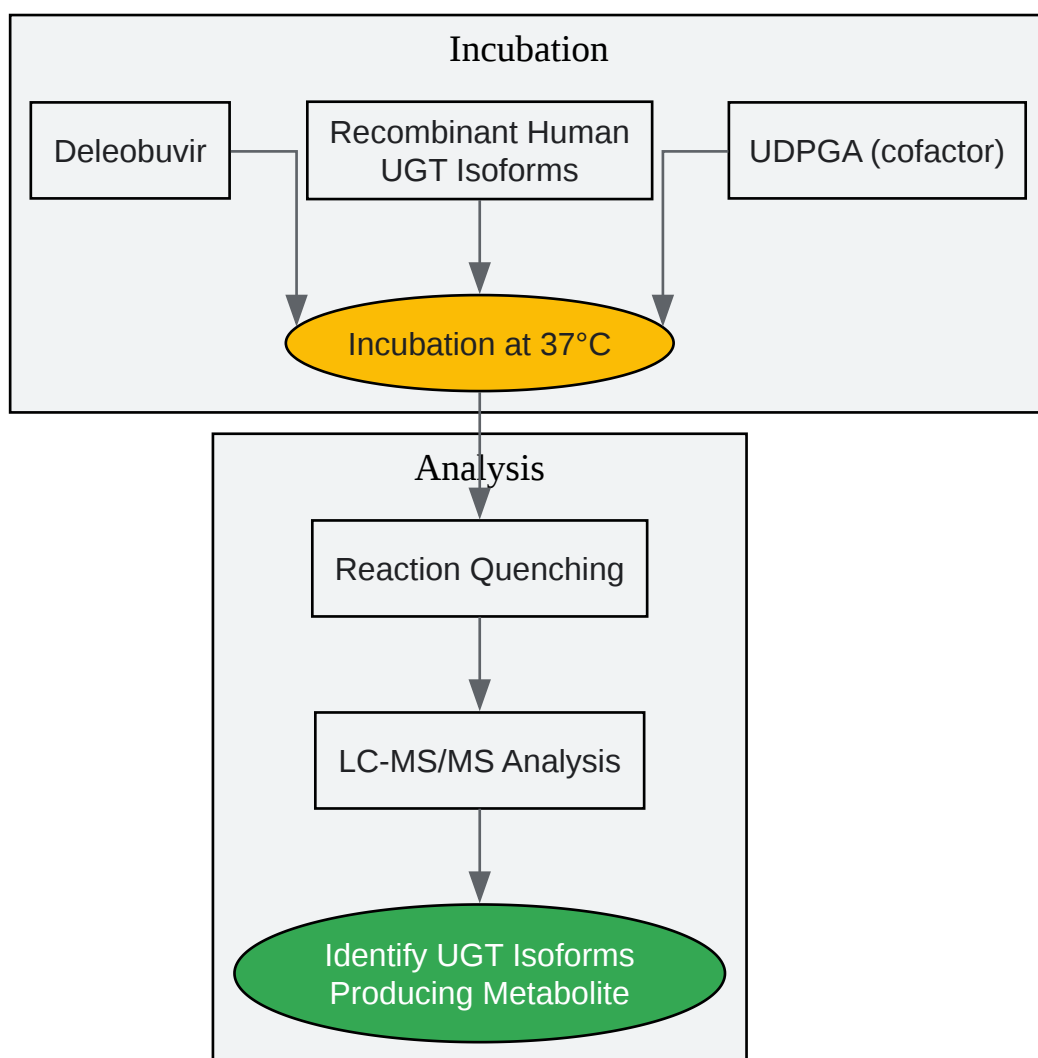 Incubation
Deleobuvir
Recombinant Human
UGT Isoforms
UDPGA (cofactor)
Incubation at 37°C
Analysis
Reaction Quenching
LC-MS/MS Analysis
Identify UGT Isoforms
Producing Metabolite